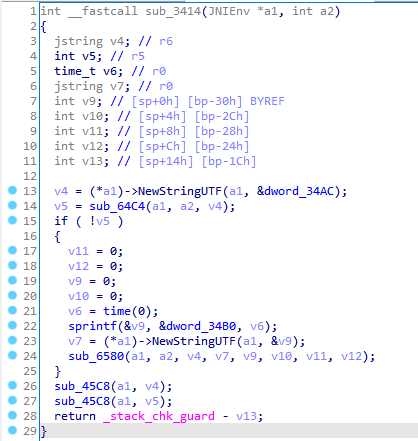 1 int __fastcall sub_3414(JNIEnv *a1, int a2)
2 {
3   jstring v4; // r6
4   int v5; // r5
5   time_t v6; // r0
6   jstring v7; // r0
7   int v9; // [sp+0h] [bp-30h] BYREF
8   int v10; // [sp+4h] [bp-2Ch]
9   int v11; // [sp+8h] [bp-28h]
10   int v12; // [sp+Ch] [bp-24h]
11   int v13; // [sp+14h] [bp-1Ch]
12
13   v4 = (*a1)->NewStringUTF(a1, &dword_34AC);
14   v5 = sub_64C4(a1, a2, v4);
15   if ( !v5 )
16   {
17     v11 = 0;
18     v12 = 0;
19     v9 = 0;
20     v10 = 0;
21     v6 = time(0);
22     sprintf(&v9, &dword_34B0, v6);
23     v7 = (*a1)->NewStringUTF(a1, &v9);
24     sub_6580(a1, a2, v4, v7, v9, v10, v11, v12);
25   }
26   sub_45C8(a1, v4);
27   sub_45C8(a1, v5);
28   return _stack_chk_guard - v13;
29 }